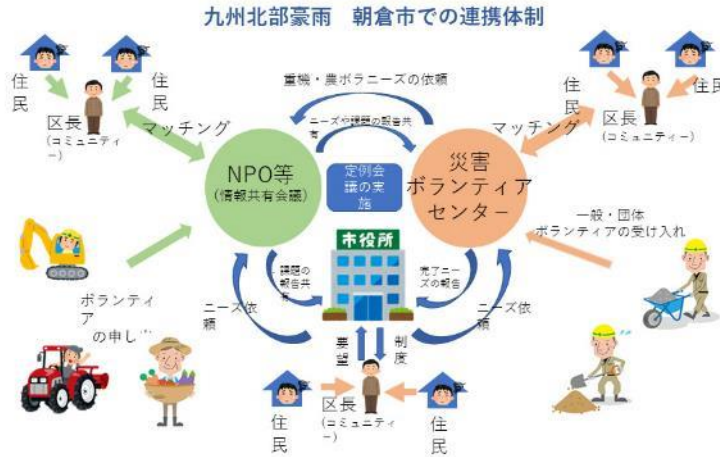 九州北部豪雨　朝倉市での連携体制
住民
住民
区長
(コミュニティー)
マッチング
重機・農ボラニーズの依頼
ニーズや課題の報告共有
住民
住民
区長
(コミュニティー)
マッチング
NPO等
(情報共有会議)
定例会議の実施
災害
ボランティア
センター
一般・団体
ボランティアの受け入れ
市役所
課題の報告共有
完了ニーズの報告
ボランティア
の申し
ニーズ依頼
ニーズ依頼
要望
制度
住民
区長
(コミュニティー)
住民